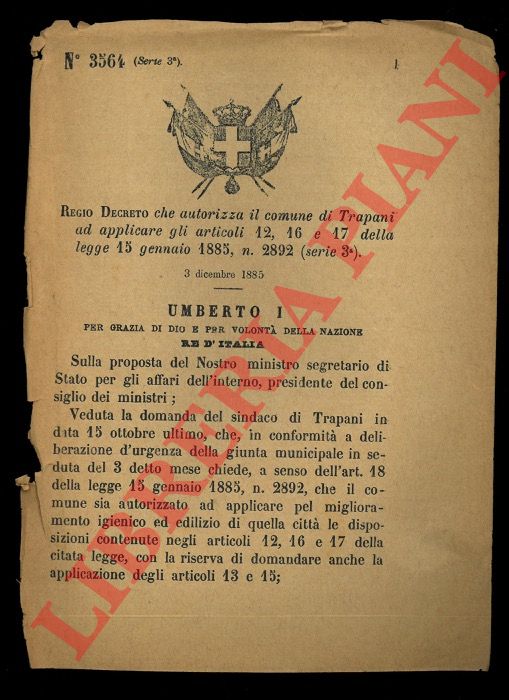 N° 3564 (Serie 3ª).
1
REGIO DECRETO che autorizza il comune di Trapani
ad applicare gli articoli 12, 16 e 17 della
legge 15 gennaio 1885, n. 2892 (serie 3ª).
3 dicembre 1885
UMBERTO I
PER GRAZIA DI DIO E PER VOLONTÀ DELLA NAZIONE
RE D'ITALIA
Sulla proposta del Nostro ministro segretario di
Stato per gli affari dell'interno, presidente del con-
siglio dei ministri;
Veduta la domanda del sindaco di Trapani in
data 15 ottobre ultimo, che, in conformità a deli-
berazione d'urgenza della giunta municipale in se-
duta del 3 detto mese chiede, a senso dell'art. 18
della legge 15 gennaio 1885, n. 2892, che il co-
mune sia autorizzato ad applicare pel migliora-
mento igienico ed edilizio di quella città le dispo-
sizioni contenute negli articoli 12, 16 e 17 della
citata legge, con la riserva di domandare anche la
applicazione degli articoli 13 e 15;
LIBRERIA PIANI